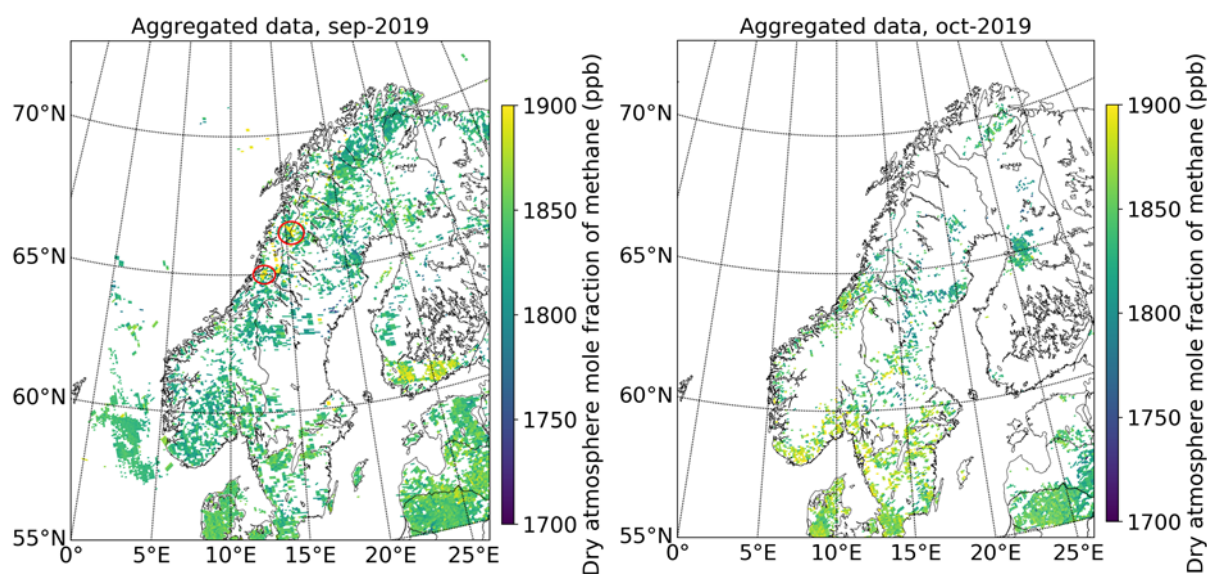 Aggregated data, sep-2019
70°N
65°N
60°N
55°N
0°
5°E
10°E
15°E
20°E
25°E
1900
1850
1800
1750
1700
Dry atmosphere mole fraction of methane (ppb)
Aggregated data, oct-2019
70°N
65°N
60°N
55°N
0°
5°E
10°E
15°E
20°E
25°E
1900
1850
1800
1750
1700
Dry atmosphere mole fraction of methane (ppb)